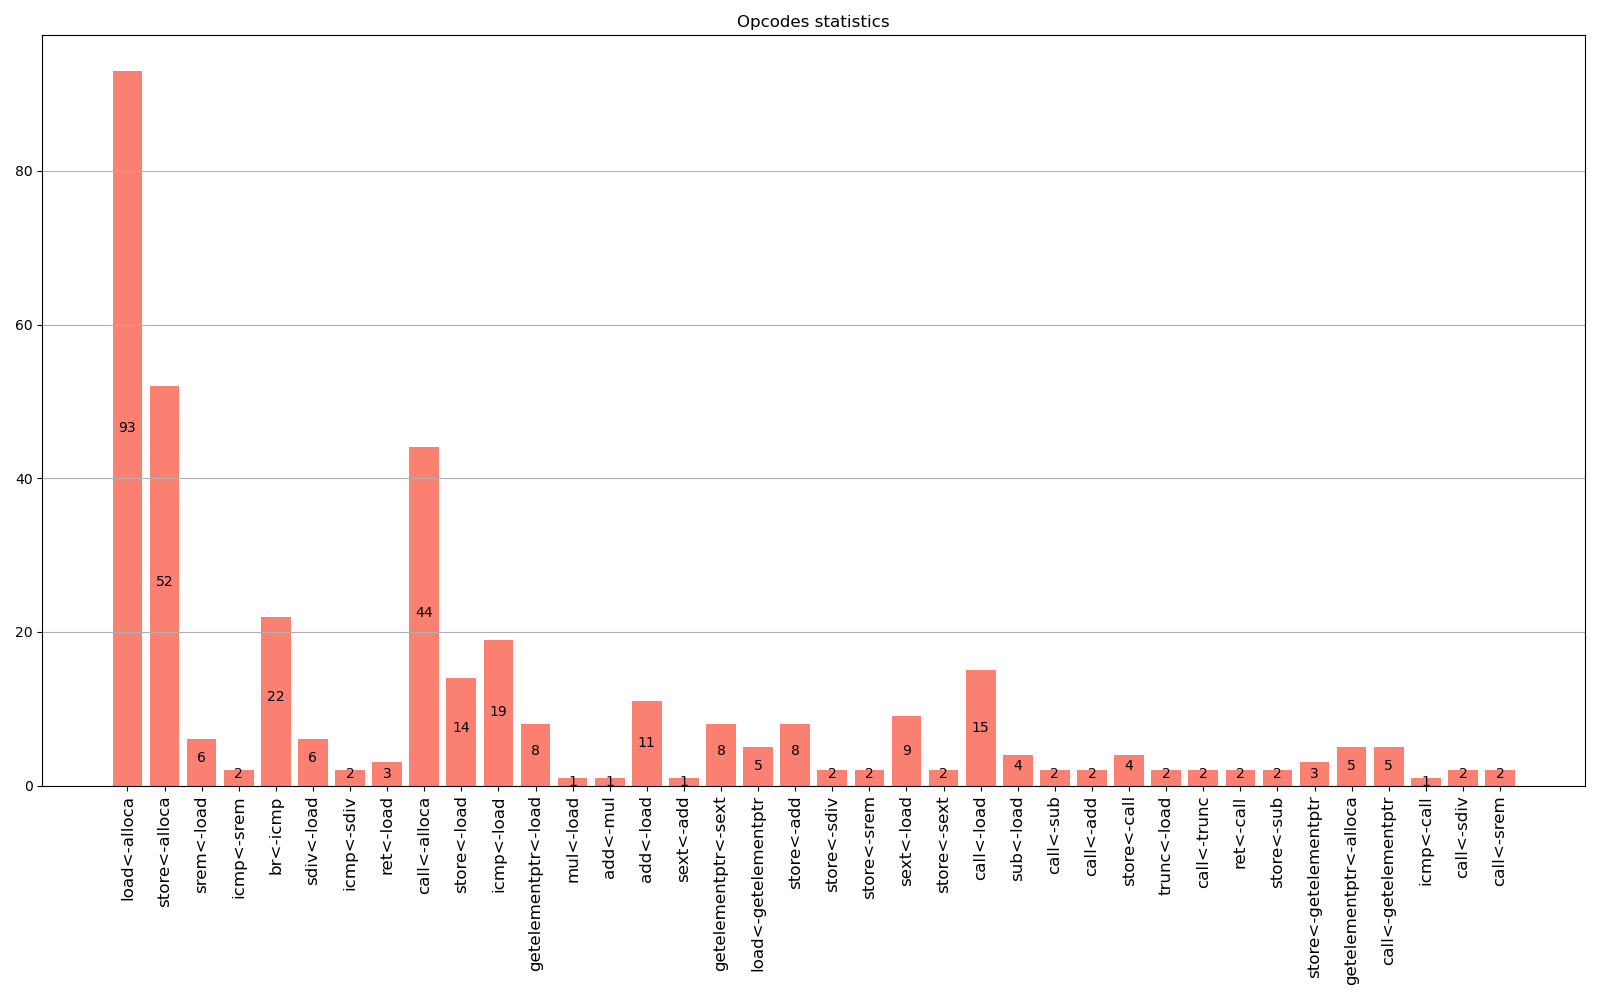 Opcodes statistics
80
60
40
20
0
93
52
6
2
22
6
2
3
44
14
19
8
1
1
11
1
8
5
8
2
2
9
2
15
4
2
2
4
2
2
2
2
3
5
5
1
2
2
load<-alloca
store<-alloca
srem<-load
icmp<-srem
br<-icmp
sdiv<-load
icmp<-sdiv
ret<-load
call<-alloca
store<-load
icmp<-load
getelementptr<-load
mul<-load
add<-mul
add<-load
sext<-add
getelementptr<-sext
load<-getelementptr
store<-add
store<-sdiv
store<-srem
sext<-load
store<-sext
call<-load
sub<-load
call<-sub
call<-add
store<-call
trunc<-load
call<-trunc
ret<-call
store<-sub
store<-getelementptr
getelementptr<-alloca
call<-getelementptr
icmp<-call
call<-sdiv
call<-srem